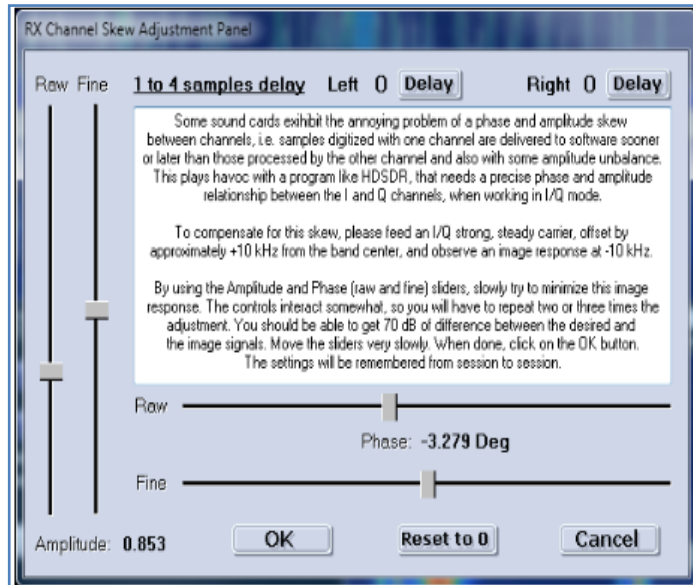 RX Channel Skew Adjustment Panel
Raw Fine 1 to 4 samples delay Left 0 Delay Right 0 Delay
Some sound cards exihibit the annoying problem of a phase and amplitude skew
between channels, i.e. samples digitized with one channel are delivered to software sooner
or later than those processed by the other channel and also with some amplitude unbalance.
This plays havoc with a program like HDSDR, that needs a precise phase and amplitude
relationship between the I and Q channels, when working in I/Q mode.
To compensate for this skew, please feed an I/Q strong, steady carrier, offset by
approximately +10 kHz from the band center, and observe an image response at -10 kHz.
By using the Amplitude and Phase (raw and fine) sliders, slowly try to minimize this image
response. The controls interact somewhat, so you will have to repeat two or three times the
adjustment. You should be able to get 70 dB of difference between the desired and
the image signals. Move the sliders very slowly. When done, click on the OK button.
The settings will be remembered from session to session.
Raw
Phase: -3.279 Deg
Fine
Amplitude: 0.853 OK Reset to 0 Cancel